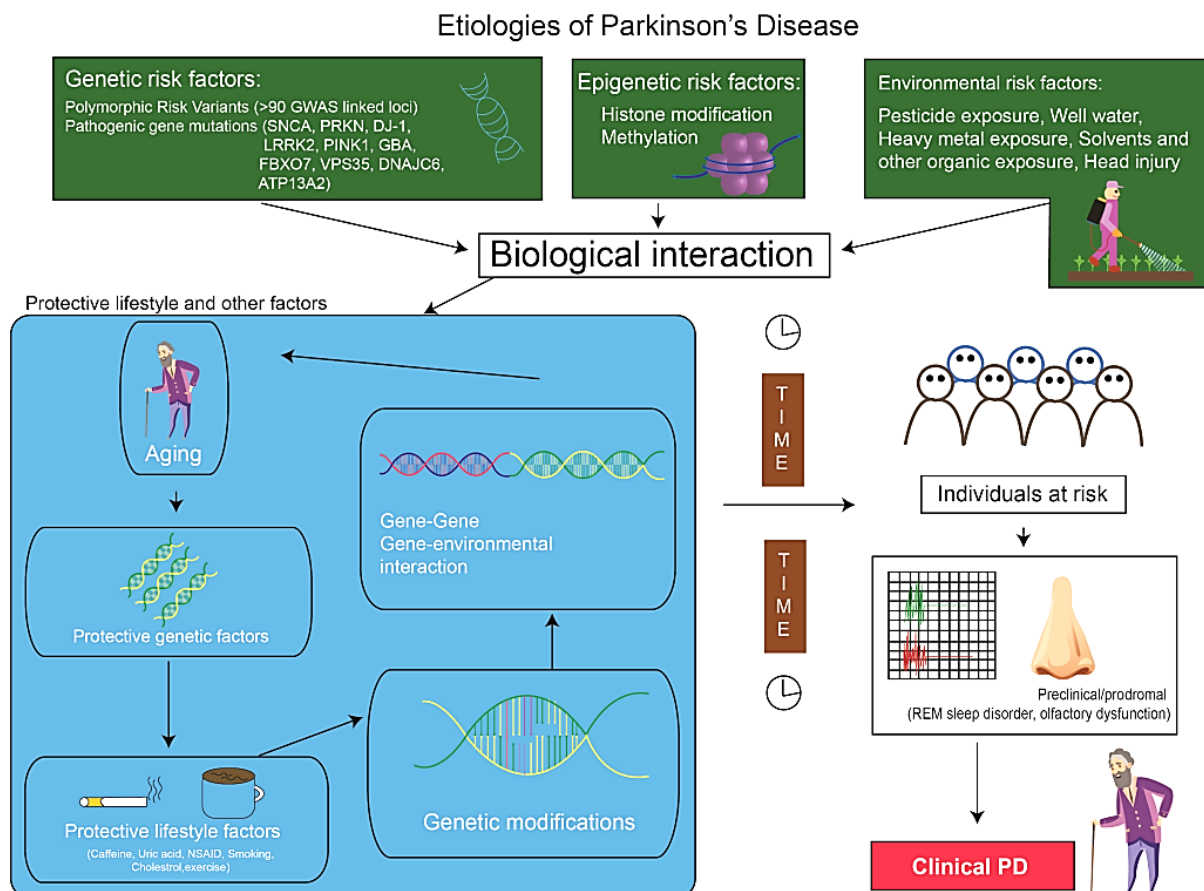 Etiologies of Parkinson's Disease
Genetic risk factors:
Polymorphic Risk Variants (>90 GWAS linked loci)
Pathogenic gene mutations (SNCA, PRKN, DJ-1,
LRRK2, PINK1, GBA,
FBXO7, VPS35, DNAJC6,
ATP13A2)
Epigenetic risk factors:
Histone modification
Methylation
Environmental risk factors:
Pesticide exposure, Well water,
Heavy metal exposure, Solvents and
other organic exposure, Head injury
Biological interaction
Protective lifestyle and other factors
Aging
Protective genetic factors
Protective lifestyle factors
(Caffeine, Uric acid, NSAID, Smoking,
Cholestrol,exercise)
Genetic modifications
Gene-Gene
Gene-environmental
interaction
TIME
TIME
Individuals at risk
Preclinical/prodromal
(REM sleep disorder, olfactory dysfunction)
Clinical PD